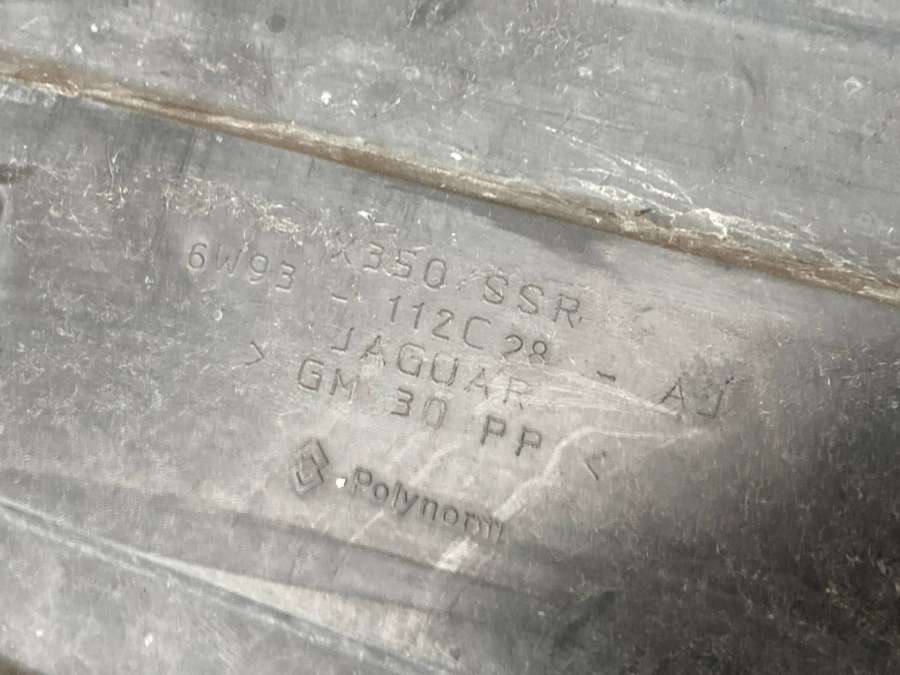 X350 SSR
6W93 - 112C28 - AJ
JAGUAR
> GM 30 PP <
Polynorm